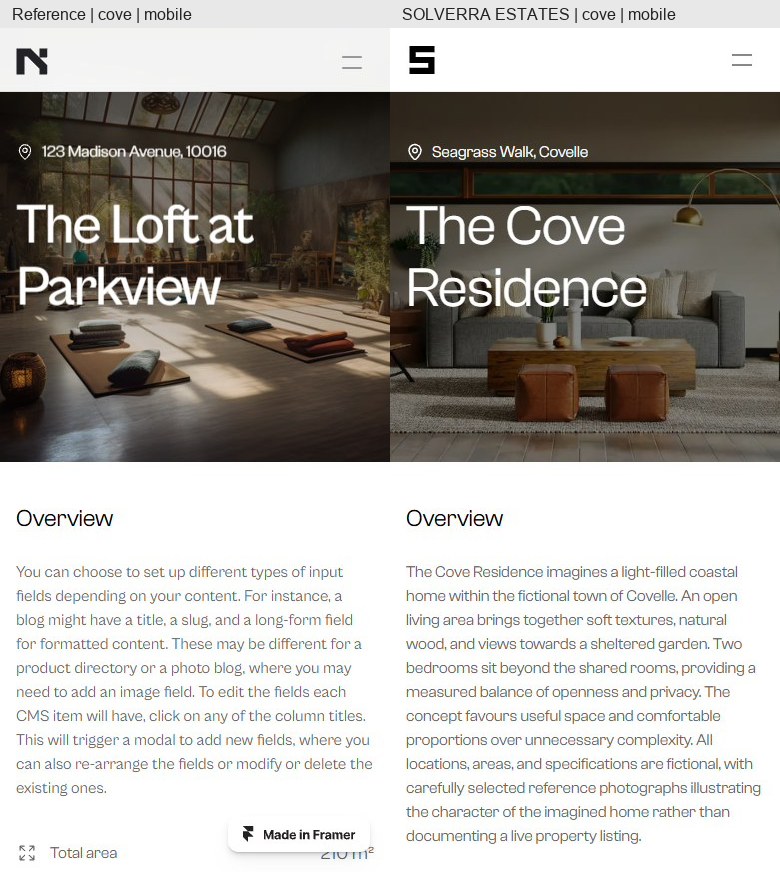 Reference | cove | mobile
SOLVERRA ESTATES | cove | mobile
N
123 Madison Avenue, 10016
The Loft at
Parkview
Overview
You can choose to set up different types of input
fields depending on your content. For instance, a
blog might have a title, a slug, and a long-form field
for formatted content. These may be different for a
product directory or a photo blog, where you may
need to add an image field. To edit the fields each
CMS item will have, click on any of the column titles.
This will trigger a modal to add new fields, where you
can also re-arrange the fields or modify or delete the
existing ones.
Total area
210 m²
Made in Framer
S
Seagrass Walk, Covelle
The Cove
Residence
Overview
The Cove Residence imagines a light-filled coastal
home within the fictional town of Covelle. An open
living area brings together soft textures, natural
wood, and views towards a sheltered garden. Two
bedrooms sit beyond the shared rooms, providing a
measured balance of openness and privacy. The
concept favours useful space and comfortable
proportions over unnecessary complexity. All
locations, areas, and specifications are fictional, with
carefully selected reference photographs illustrating
the character of the imagined home rather than
documenting a live property listing.